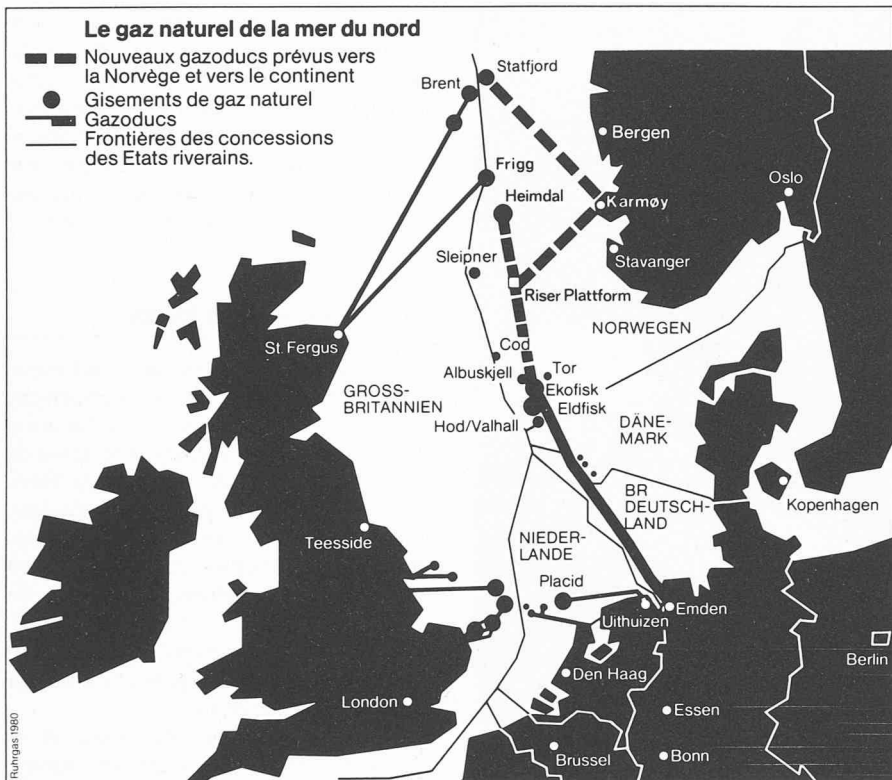 Le gaz naturel de la mer du nord
Nouveaux gazoducs prévus vers
la Norvège et vers le continent
Gisements de gaz naturel
Gazoducs
Frontières des concessions
des Etats riverains.
Statfjord
Brent
Bergen
Frigg
Oslo
Heimdal
Karmøy
Sleipner
Stavanger
Riser Plattform
NORWEGEN
St. Fergus
Cod
Tor
Albuskjell
Ekofisk
GROSS-
BRITANNIEN
Eldfisk
Hod/Valhall
DÄNE-
MARK
BR
DEUTSCH-
LAND
Kopenhagen
Teesside
NIEDER-
LANDE
Placid
Uithuizen
Emden
Berlin
Den Haag
London
Essen
Brussel
Bonn
Ruhrgas 1980